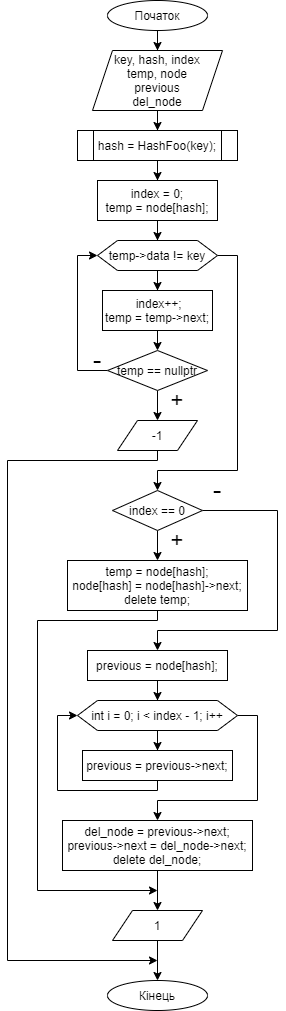 Початок
key, hash, index
temp, node
previous
del_node
hash = HashFoo(key);
index = 0;
temp = node[hash];
temp->data != key
index++;
temp = temp->next;
-
temp == nullptr
+
-1
-
index == 0
+
temp = node[hash];
node[hash] = node[hash]->next;
delete temp;
previous = node[hash];
int i = 0; i < index - 1; i++
previous = previous->next;
del_node = previous->next;
previous->next = del_node->next;
delete del_node;
1
Кінець